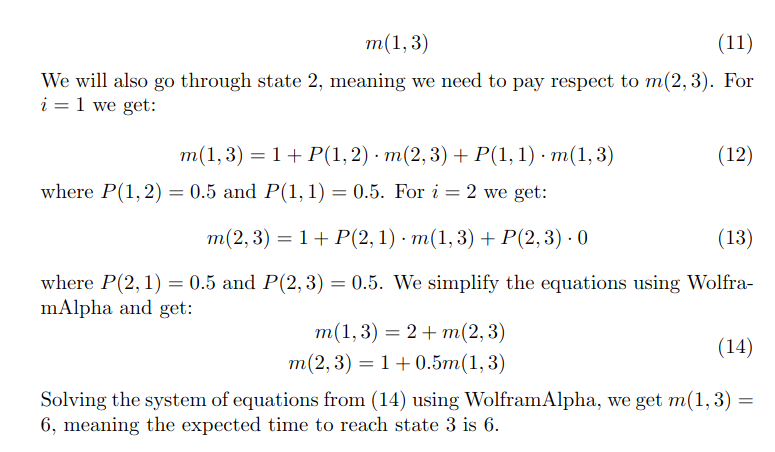 m(1, 3) (11)
We will also go through state 2, meaning we need to pay respect to m(2, 3). For
i = 1 we get:
m(1, 3) = 1 + P(1, 2) · m(2, 3) + P(1, 1) · m(1, 3) (12)
where P(1, 2) = 0.5 and P(1, 1) = 0.5. For i = 2 we get:
m(2, 3) = 1 + P(2, 1) · m(1, 3) + P(2, 3) · 0 (13)
where P(2, 1) = 0.5 and P(2, 3) = 0.5. We simplify the equations using Wolfra-
mAlpha and get:
m(1, 3) = 2 + m(2, 3)
m(2, 3) = 1 + 0.5m(1, 3)
(14)
Solving the system of equations from (14) using WolframAlpha, we get m(1, 3) =
6, meaning the expected time to reach state 3 is 6.